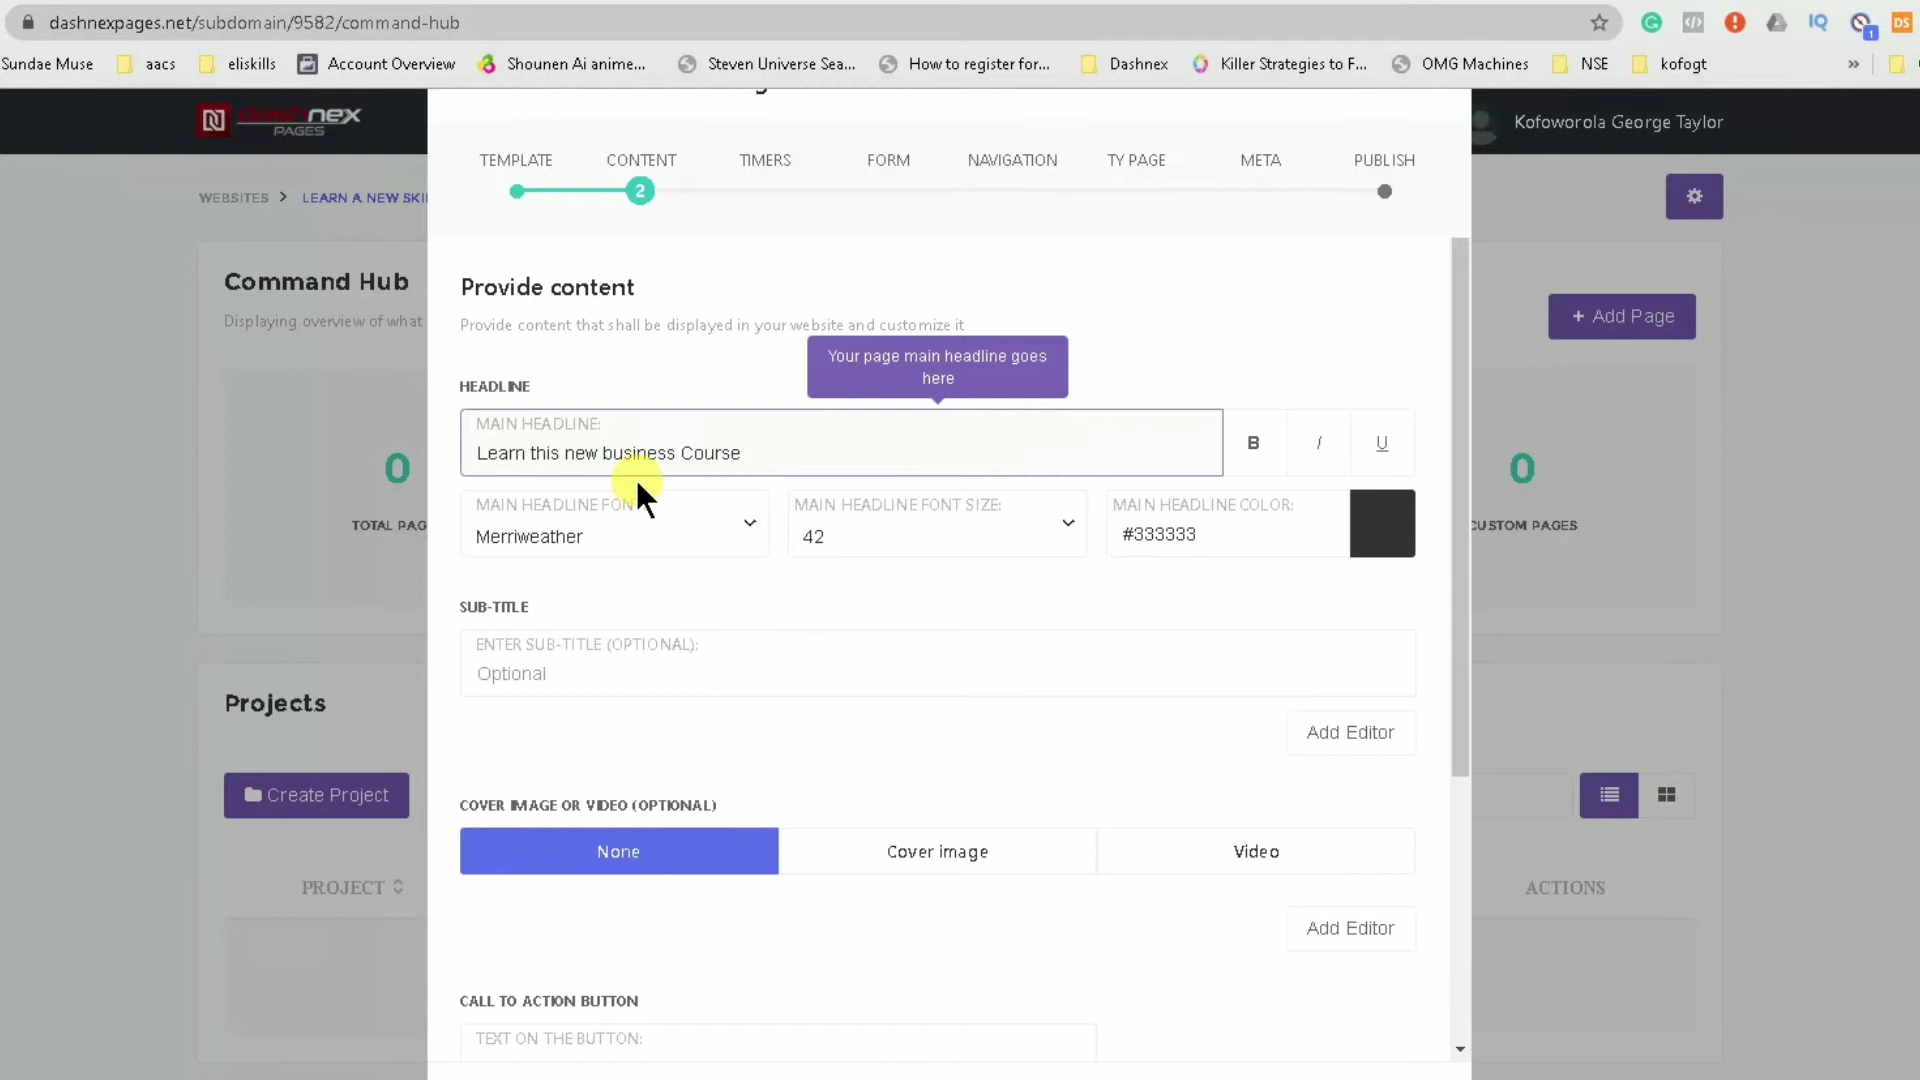 dashnexpages.net/subdomain/9582/command-hub
IQ
1
DS
Sundae Muse
aacs
eliskills
Account Overview
Shounen Ai anime...
Steven Universe Sea...
How to register for...
Dashnex
Killer Strategies to F...
OMG Machines
NSE
kofogt
»
dashnex
PAGES
Kofoworola George Taylor
TEMPLATE
CONTENT
TIMERS
FORM
NAVIGATION
TY PAGE
META
PUBLISH
2
WEBSITES > LEARN A NEW SKI
Command Hub
Displaying overview of what
+ Add Page
0
TOTAL PAG
0
CUSTOM PAGES
Provide content
Provide content that shall be displayed in your website and customize it
Your page main headline goes
here
HEADLINE
MAIN HEADLINE:
Learn this new business Course
B
I
U
MAIN HEADLINE FON
Merriweather
MAIN HEADLINE FONT SIZE:
42
MAIN HEADLINE COLOR:
#333333
SUB-TITLE
ENTER SUB-TITLE (OPTIONAL):
Optional
Add Editor
COVER IMAGE OR VIDEO (OPTIONAL)
None
Cover image
Video
Add Editor
CALL TO ACTION BUTTON
TEXT ON THE BUTTON:
Projects
Create Project
PROJECT
ACTIONS